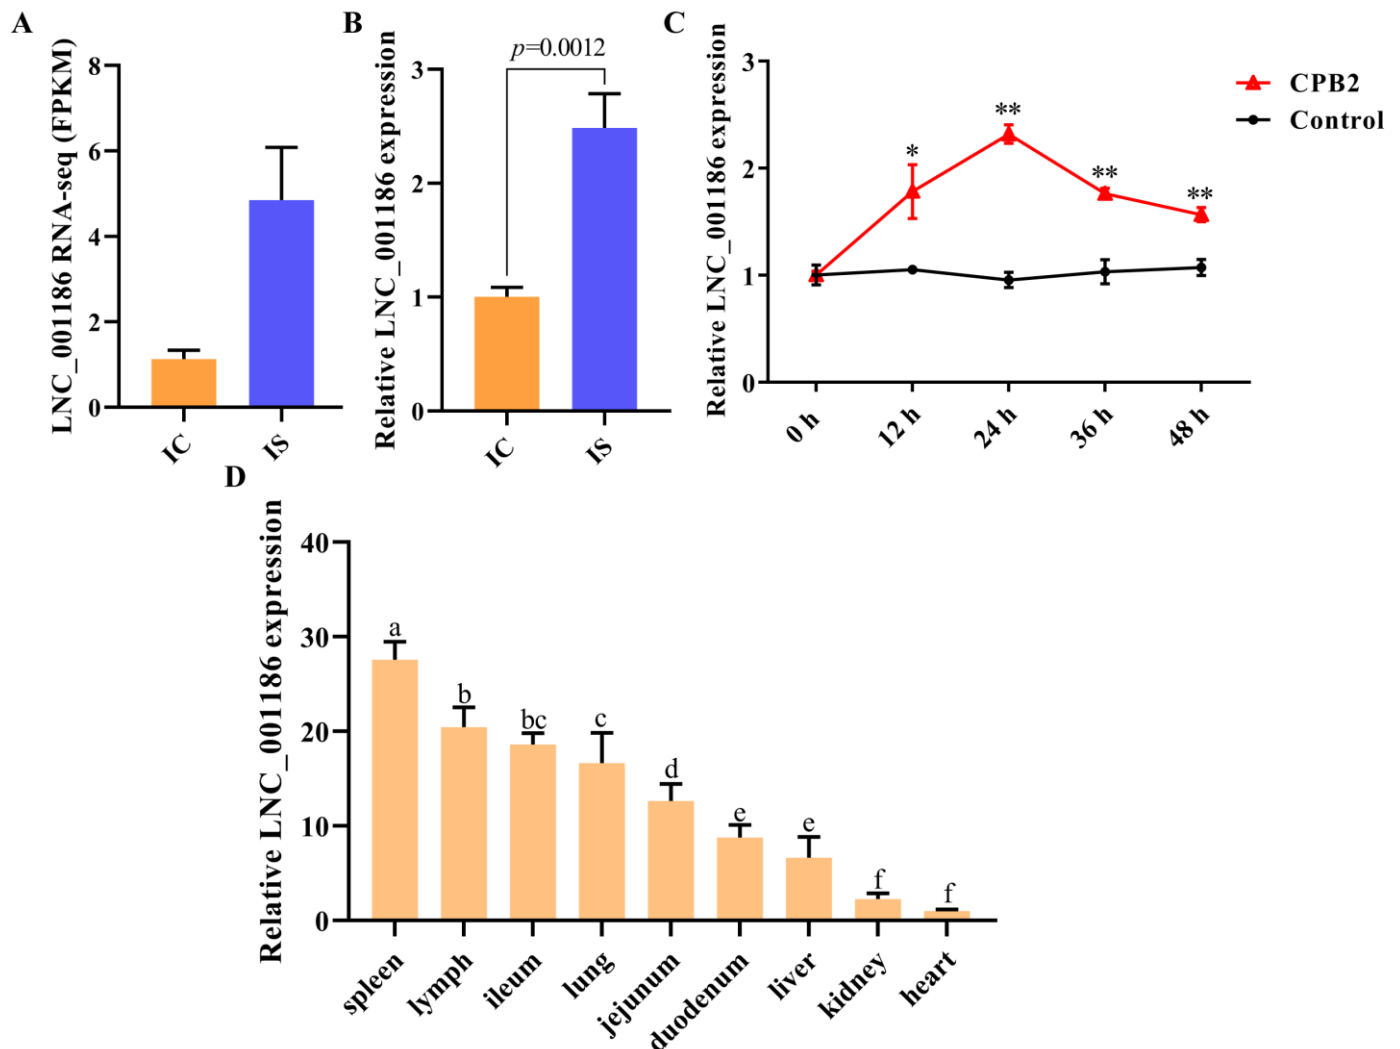 A
LNC_001186 RNA-seq (FPKM)
8
6
4
2
0
IC
IS
B
Relative LNC_001186 expression
p=0.0012
3
2
1
0
IC
IS
C
Relative LNC_001186 expression
3
2
1
0
*
**
**
**
0 h
12 h
24 h
36 h
48 h
CPB2
Control
D
Relative LNC_001186 expression
40
30
20
10
0
a
b
bc
c
d
e
e
f
f
spleen
lymph
ileum
lung
jejunum
duodenum
liver
kidney
heart